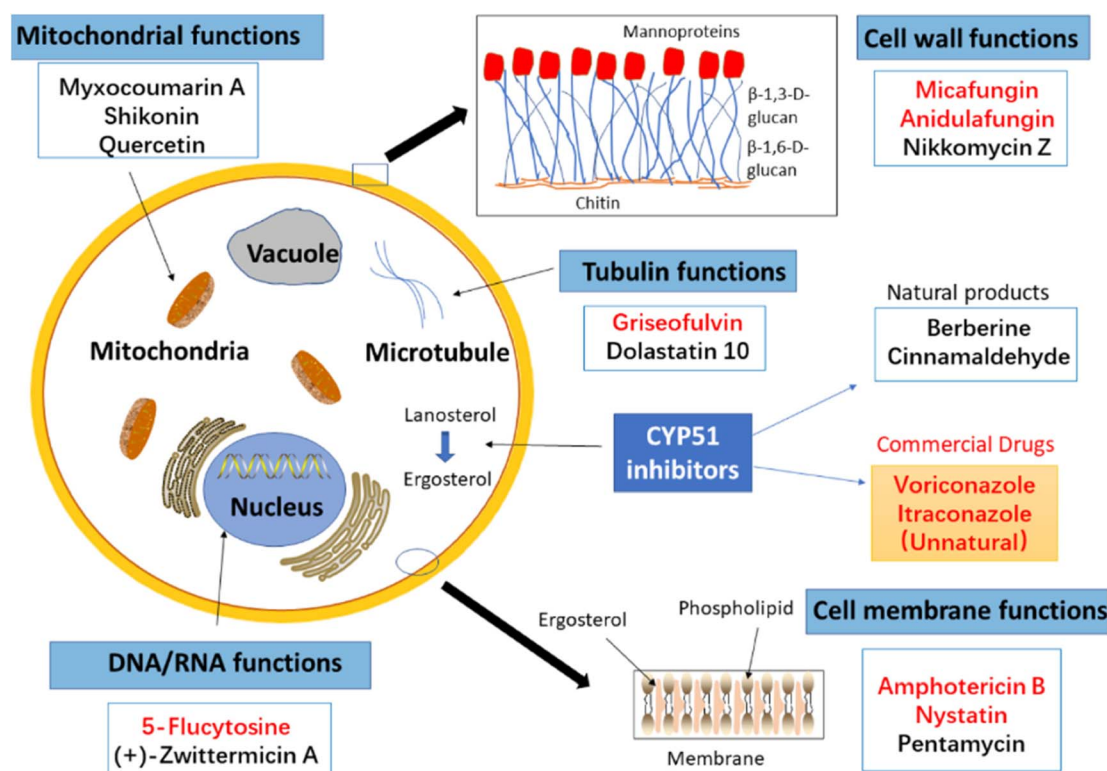 Mitochondrial functions
Myxocoumarin A
Shikonin
Quercetin
Mannoproteins
β-1,3-D-
glucan
β-1,6-D-
glucan
Chitin
Cell wall functions
Micafungin
Anidulafungin
Nikkomycin Z
Vacuole
Mitochondria
Microtubule
Tubulin functions
Griseofulvin
Dolastatin 10
Natural products
Berberine
Cinnamaldehyde
Lanosterol
Ergosterol
CYP51
inhibitors
Commercial Drugs
Voriconazole
Itraconazole
(Unnatural)
Nucleus
DNA/RNA functions
5-Flucytosine
(+)-Zwittermicin A
Ergosterol
Phospholipid
Membrane
Cell membrane functions
Amphotericin B
Nystatin
Pentamycin